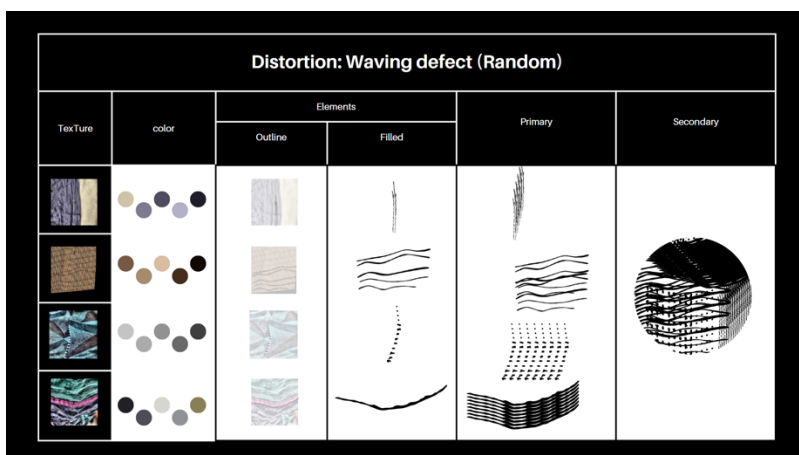 Distortion: Waving defect (Random)
TexTure
color
Elements
Outline
Filled
Primary
Secondary